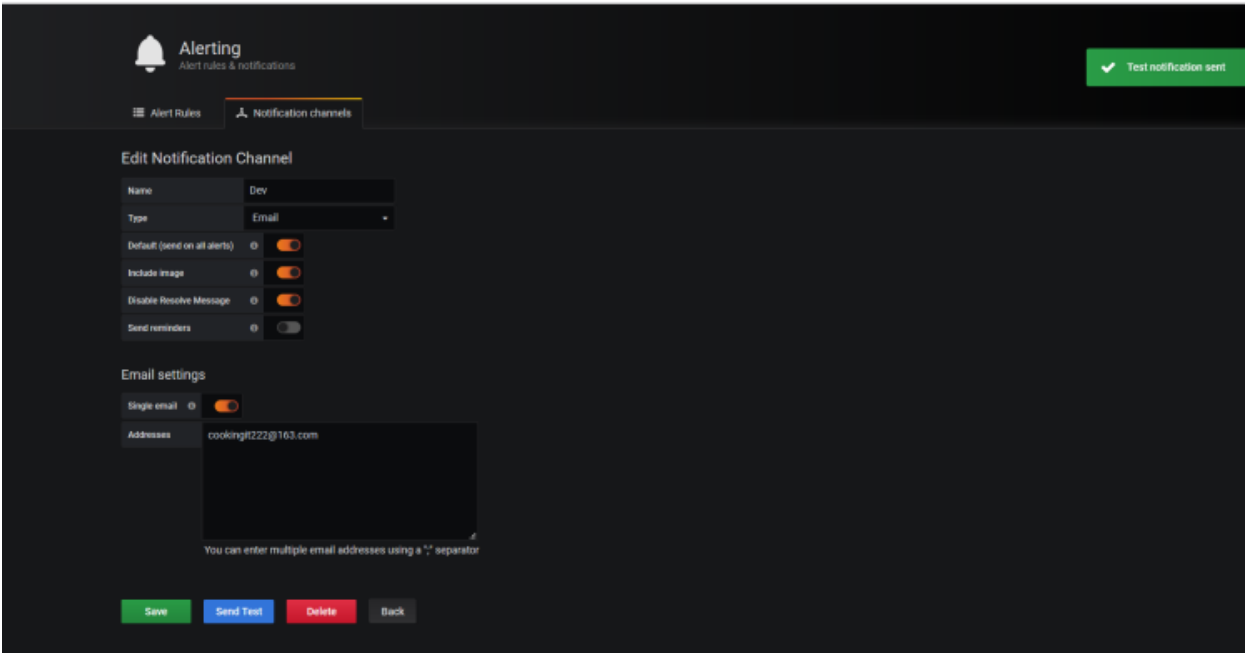 Alerting
Alert rules & notifications
Test notification sent
Alert Rules
Notification channels
Edit Notification Channel
Name Dev
Type Email
Default (send on all alerts)
Include image
Disable Resolve Message
Send reminders
Email settings
Single email
Addresses cookingit222@163.com
You can enter multiple email addresses using a ";" separator
Save Send Test Delete Back